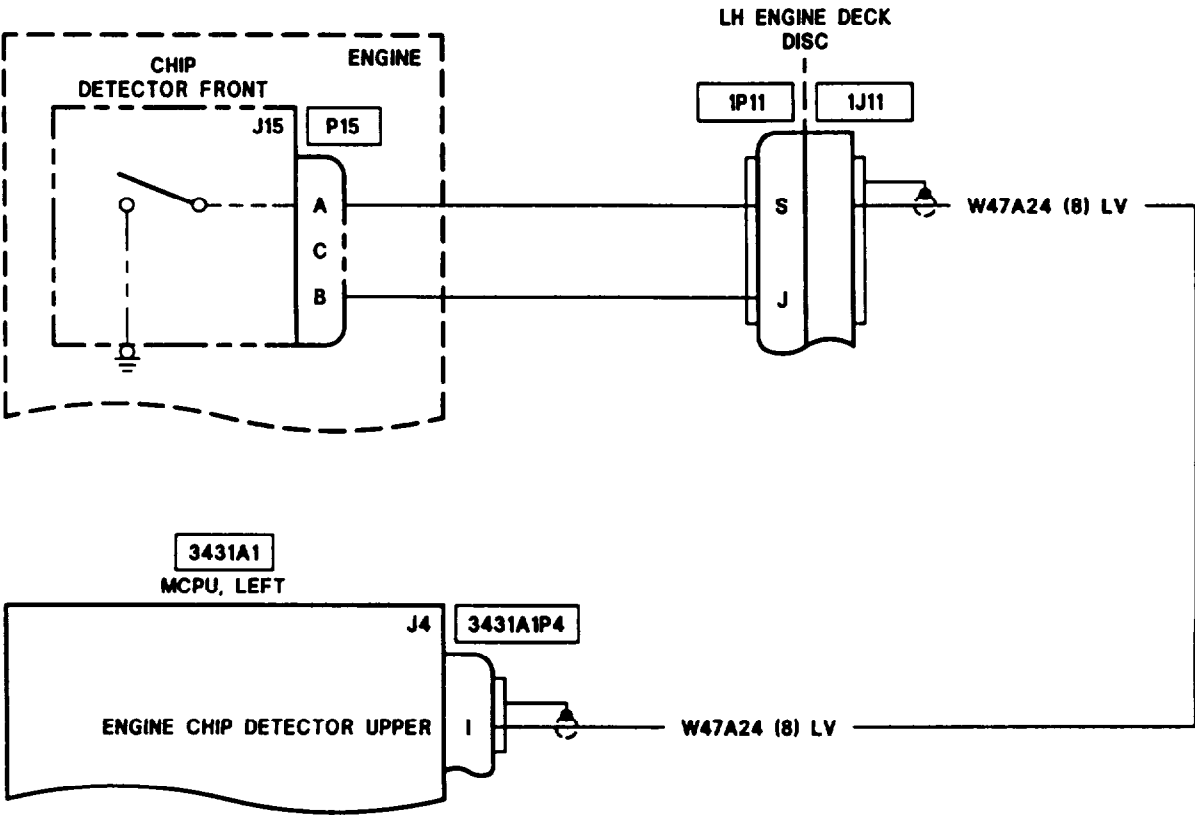 LH ENGINE DECK
DISC
ENGINE
CHIP
DETECTOR FRONT
J15
P15
1P11
1J11
A
C
B
S
J
W47A24 (8) LV
3431A1
MCPU, LEFT
J4
3431A1P4
ENGINE CHIP DETECTOR UPPER
I
W47A24 (8) LV